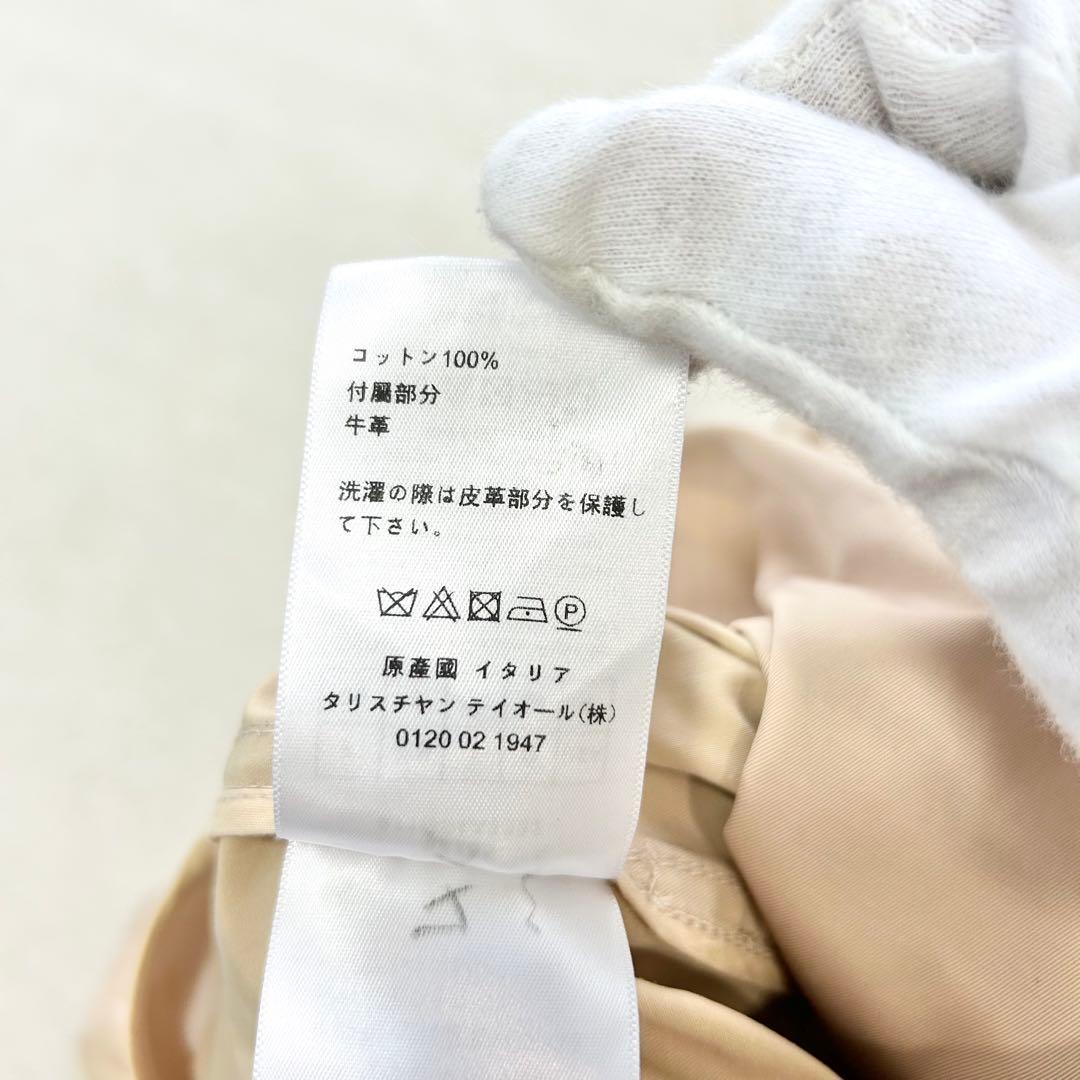 コットン100%
付屬部分
牛革
洗濯の際は皮革部分を保護し
て下さい。
P
原產國 イタリア
タリスチヤン テイオール(株)
0120 02 1947